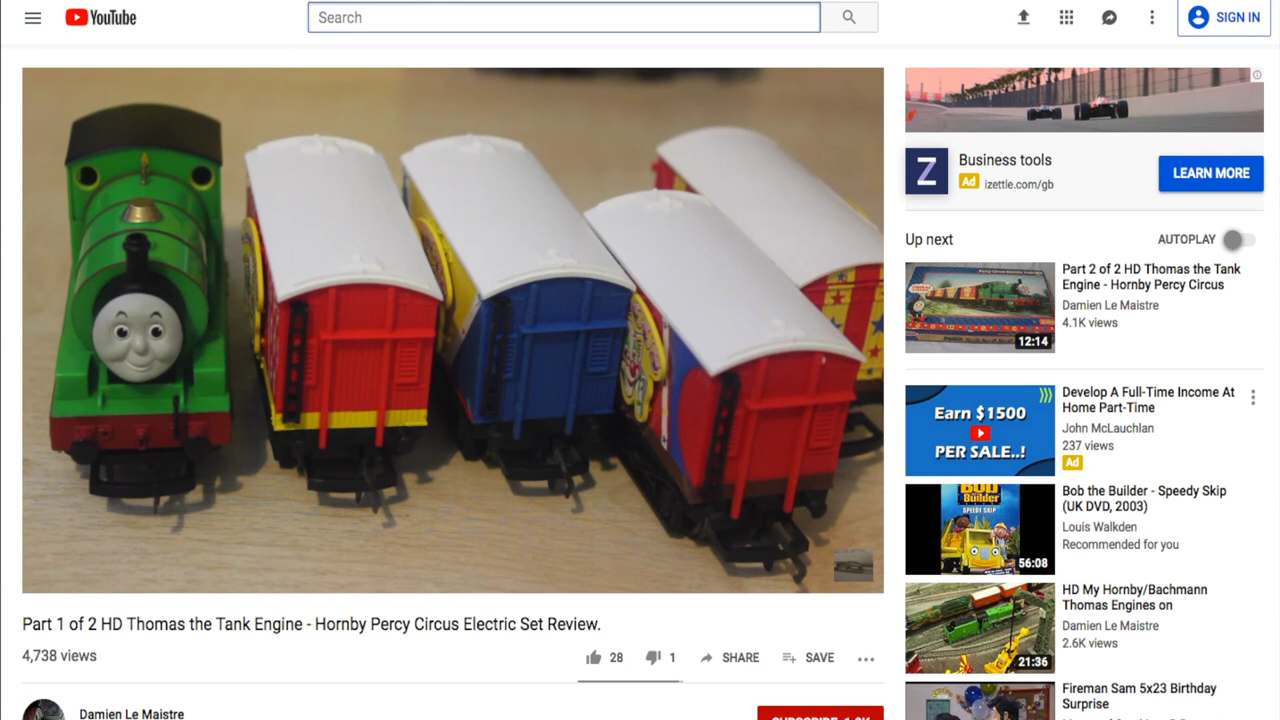 YouTube
Search
SIGN IN
Z
Business tools
Ad izettle.com/gb
LEARN MORE
Up next
AUTOPLAY
Part 2 of 2 HD Thomas the Tank
Engine - Hornby Percy Circus
Damien Le Maistre
4.1K views
12:14
Earn $1500
PER SALE..!
Develop A Full-Time Income At
Home Part-Time
John McLauchlan
237 views
Ad
BOB
the Builder
SPEEDY SKIP
56:08
Bob the Builder - Speedy Skip
(UK DVD, 2003)
Louis Walkden
Recommended for you
21:36
HD My Hornby/Bachmann
Thomas Engines on
Damien Le Maistre
2.6K views
Fireman Sam 5x23 Birthday
Surprise
Part 1 of 2 HD Thomas the Tank Engine - Hornby Percy Circus Electric Set Review.
4,738 views
28
1
SHARE
SAVE
Damien Le Maistre